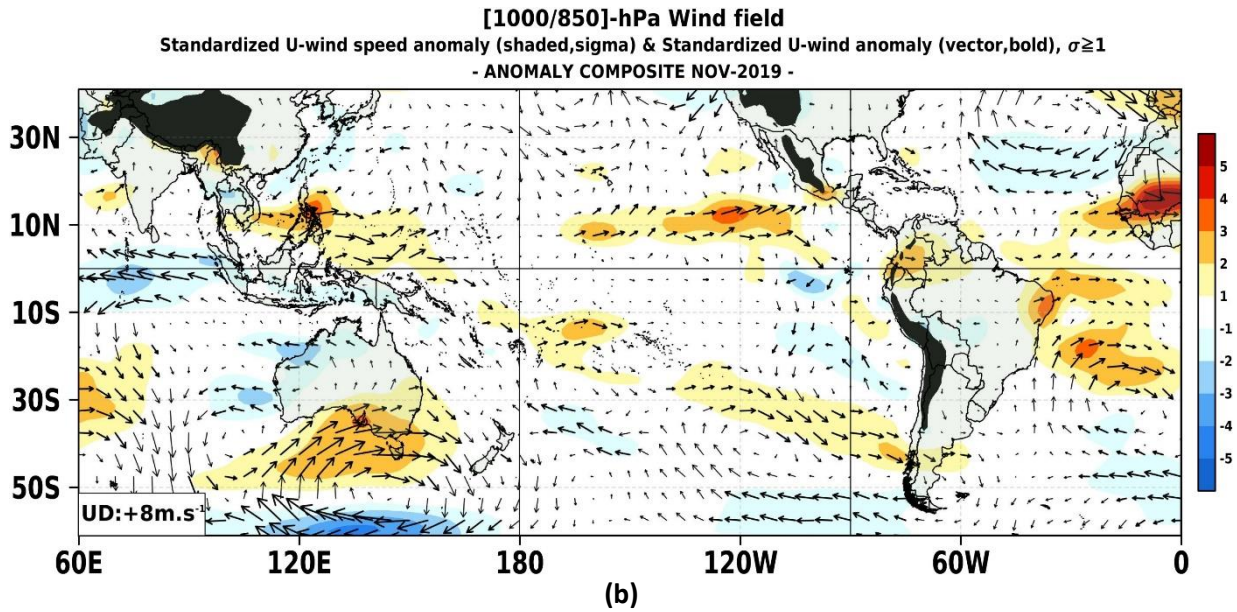 [1000/850]-hPa Wind field
Standardized U-wind speed anomaly (shaded,sigma) & Standardized U-wind anomaly (vector,bold), σ≧1
- ANOMALY COMPOSITE NOV-2019 -
30N
10N
10S
30S
50S
UD:+8m.s⁻¹
60E 120E 180 120W 60W 0
5
4
3
2
1
-1
-2
-3
-4
-5
(b)